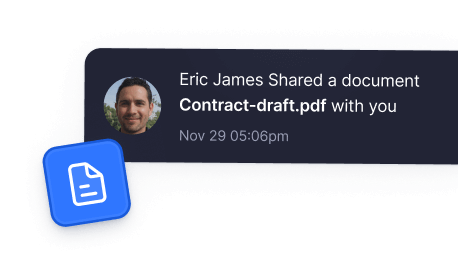 Eric James Shared a document
Contract-draft.pdf with you
Nov 29 05:06pm